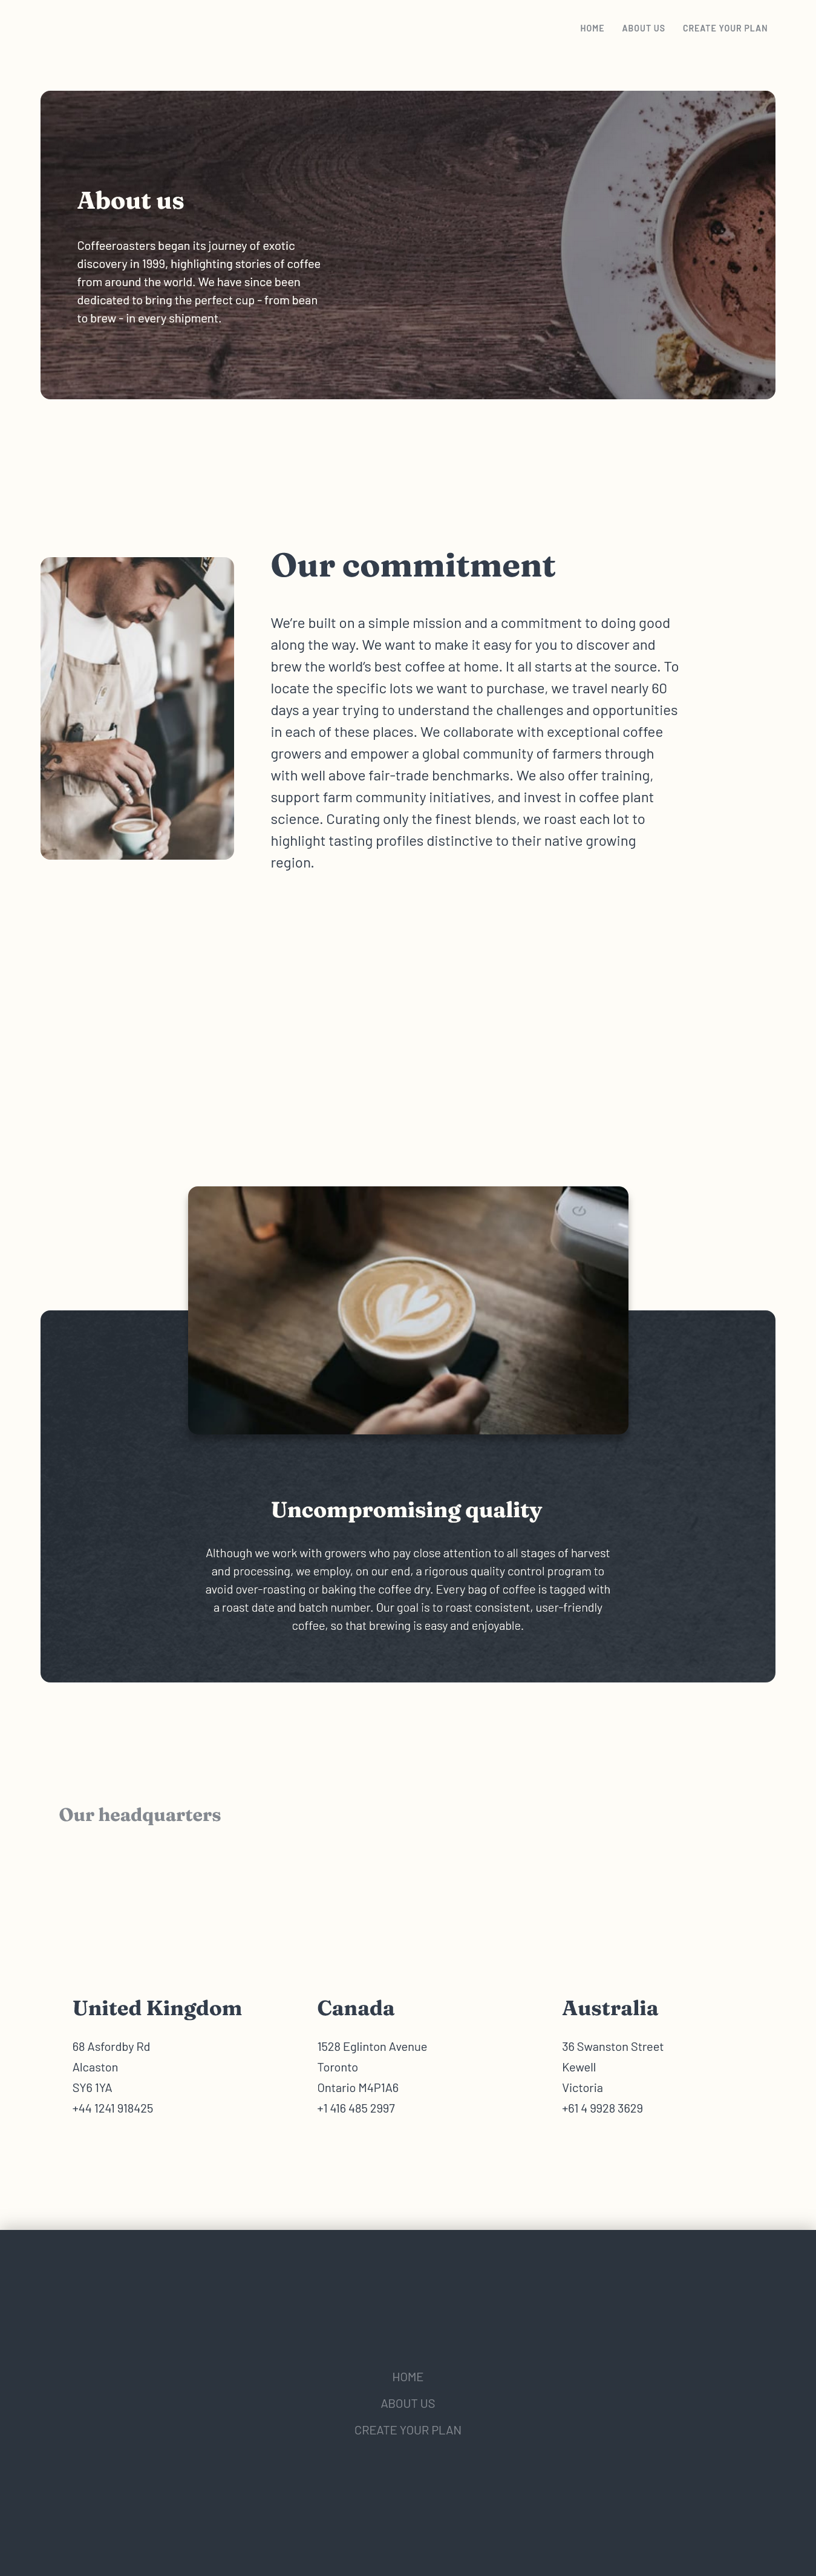 HOME ABOUT US CREATE YOUR PLAN
About us
Coffeeroasters began its journey of exotic
discovery in 1999, highlighting stories of coffee
from around the world. We have since been
dedicated to bring the perfect cup - from bean
to brew - in every shipment.
Our commitment
We’re built on a simple mission and a commitment to doing good
along the way. We want to make it easy for you to discover and
brew the world’s best coffee at home. It all starts at the source. To
locate the specific lots we want to purchase, we travel nearly 60
days a year trying to understand the challenges and opportunities
in each of these places. We collaborate with exceptional coffee
growers and empower a global community of farmers through
with well above fair-trade benchmarks. We also offer training,
support farm community initiatives, and invest in coffee plant
science. Curating only the finest blends, we roast each lot to
highlight tasting profiles distinctive to their native growing
region.
Uncompromising quality
Although we work with growers who pay close attention to all stages of harvest
and processing, we employ, on our end, a rigorous quality control program to
avoid over-roasting or baking the coffee dry. Every bag of coffee is tagged with
a roast date and batch number. Our goal is to roast consistent, user-friendly
coffee, so that brewing is easy and enjoyable.
Our headquarters
United Kingdom
68 Asfordby Rd
Alcaston
SY6 1YA
+44 1241 918425
Canada
1528 Eglinton Avenue
Toronto
Ontario M4P1A6
+1 416 485 2997
Australia
36 Swanston Street
Kewell
Victoria
+61 4 9928 3629
HOME
ABOUT US
CREATE YOUR PLAN